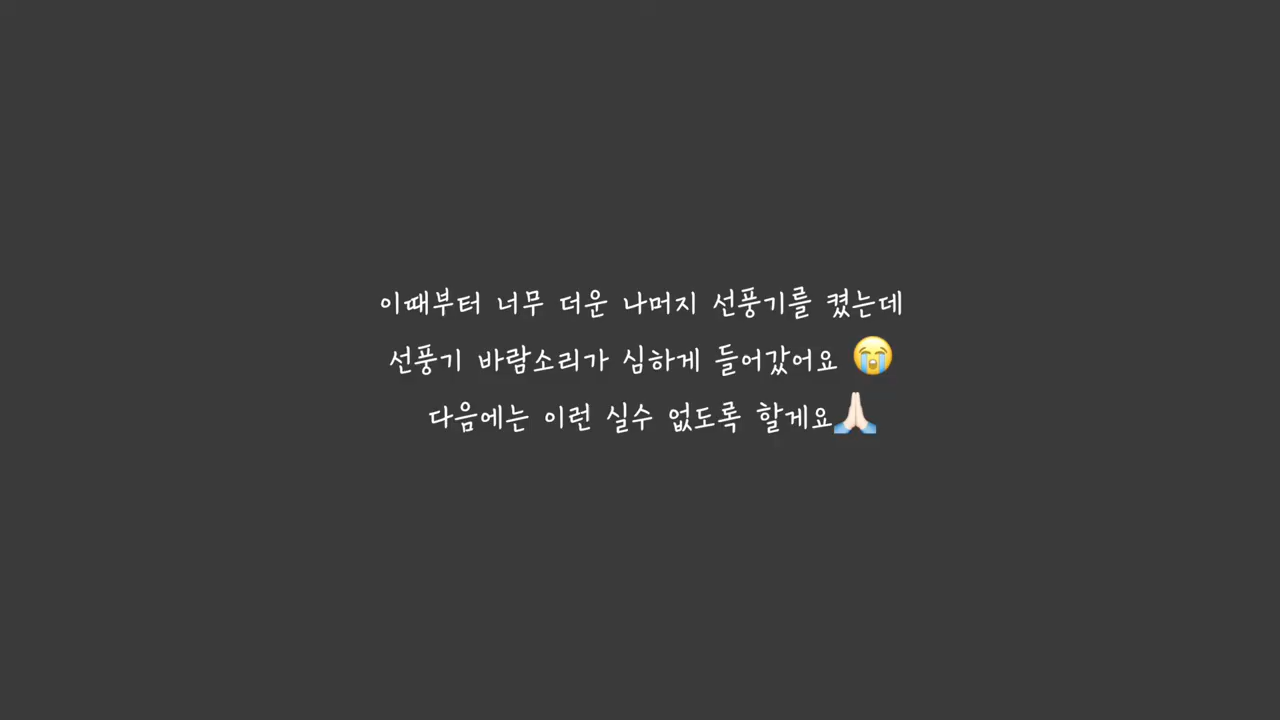 이때부터 너무 더운 나머지 선풍기를 켰는데
선풍기 바람소리가 심하게 들어갔어요 😭
다음에는 이런 실수 없도록 할게요🙏🏻